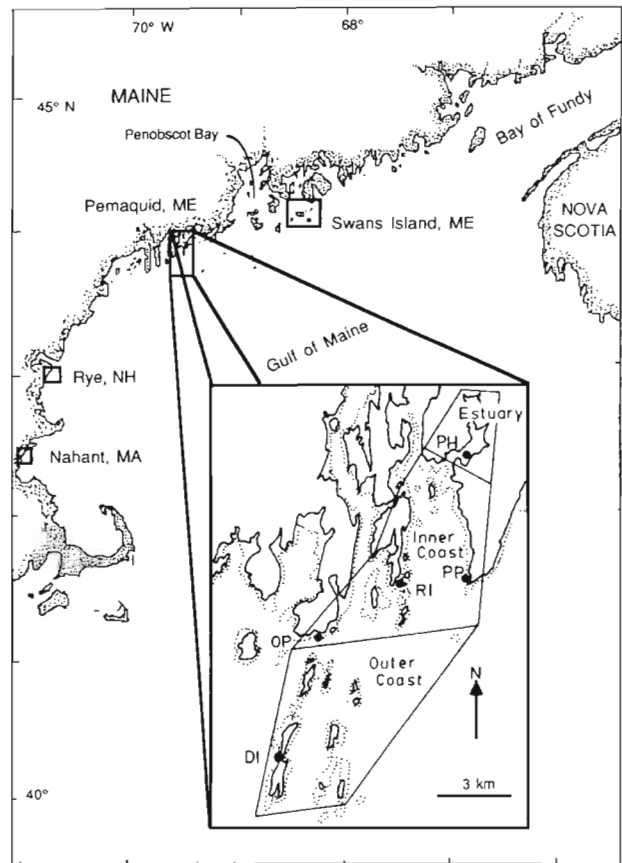 70° W
68°
45° N
MAINE
Bay of Fundy
Penobscot Bay
Pemaquid, ME
Swans Island, ME
NOVA
SCOTIA
Gulf of Maine
Rye, NH
Nahant, MA
Estuary
PH
Inner
Coast
PP
RI
OP
Outer
Coast
N
DI
3 km
40°